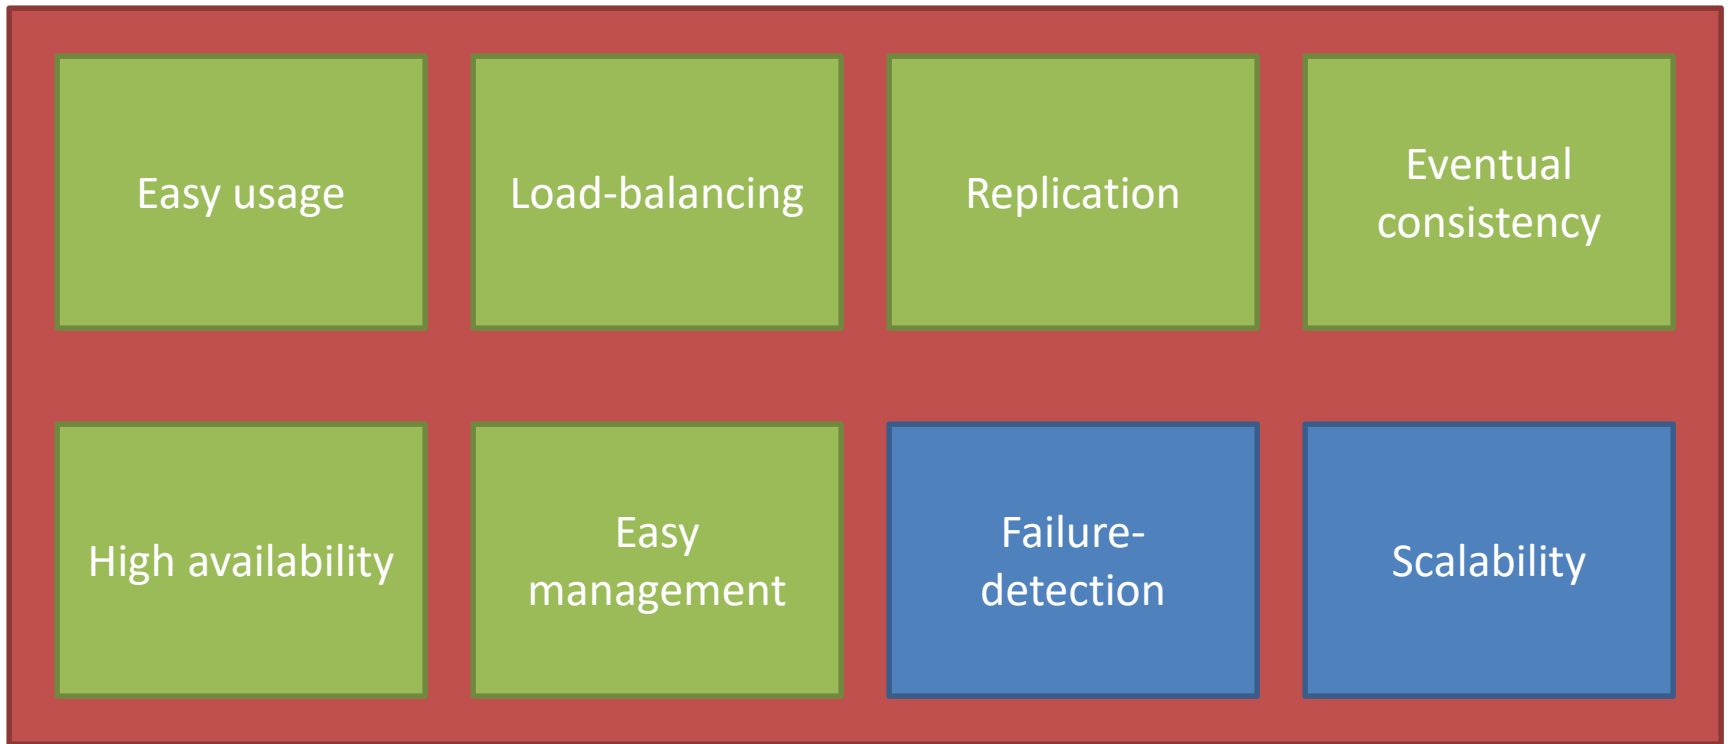 Easy usage
Load-balancing
Replication
Eventual
consistency
High availability
Easy
management
Failure-
detection
Scalability